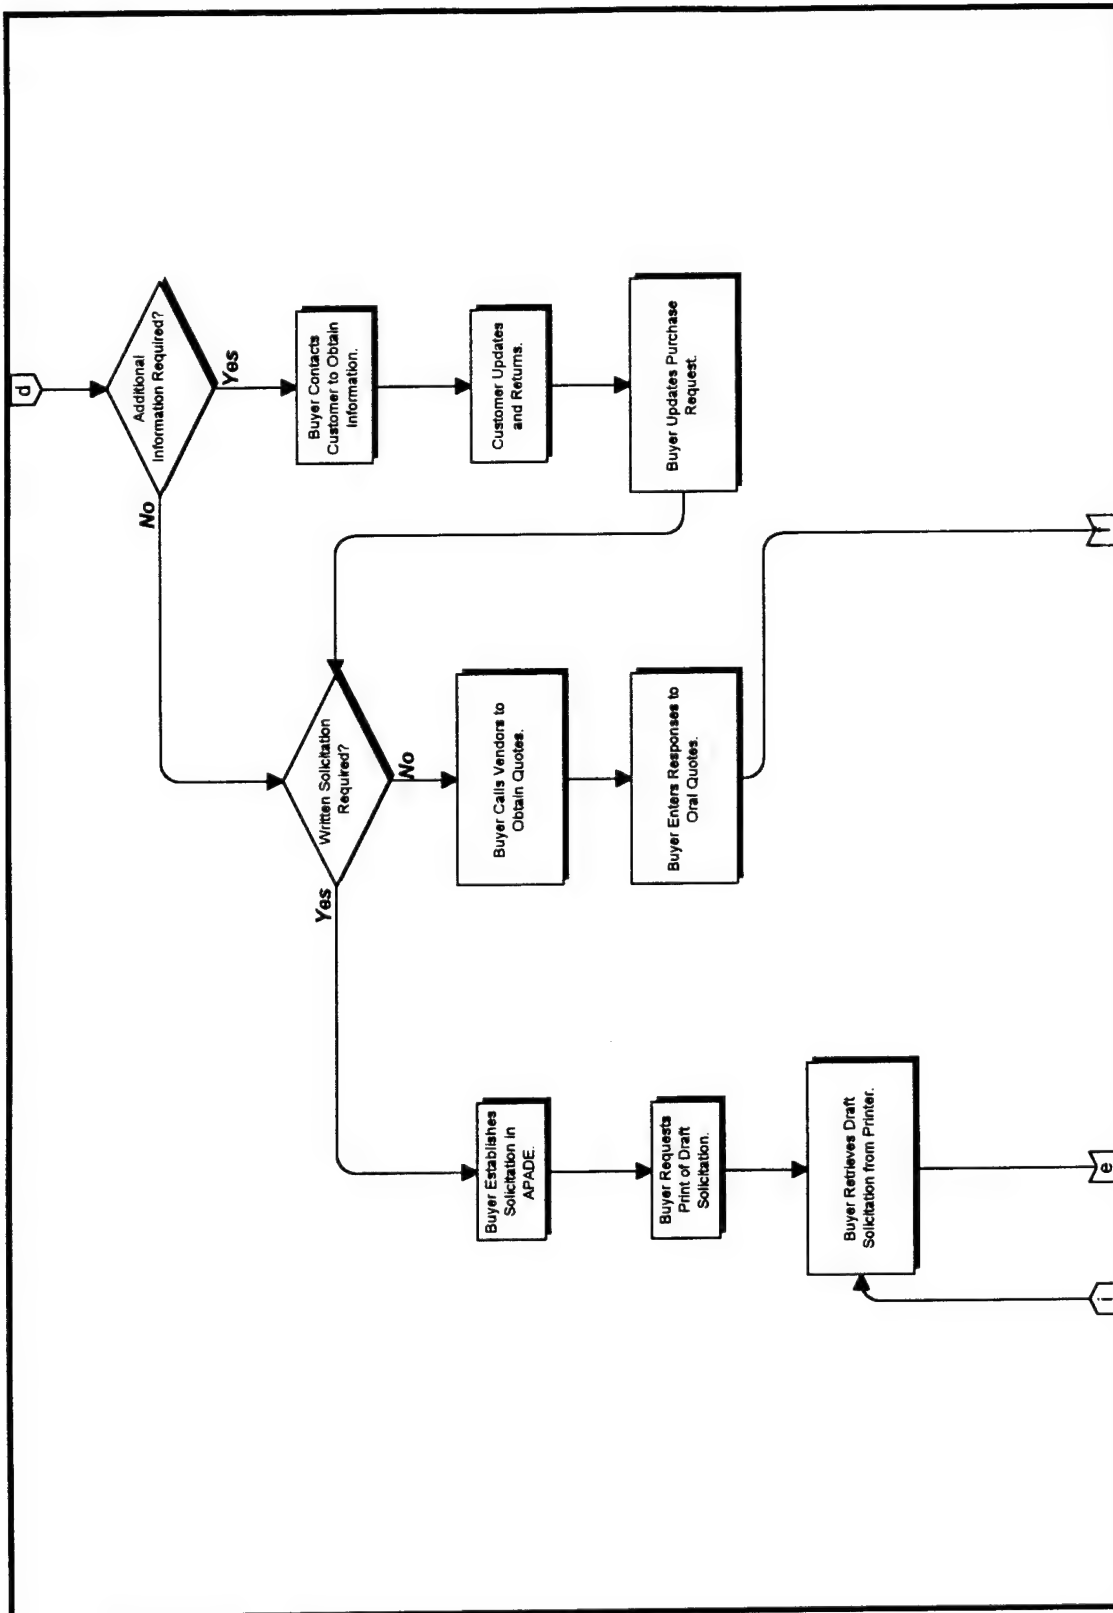 d
Additional
Information Required?
Yes
No
Buyer Contacts
Customer to Obtain
Information.
Customer Updates
and Returns.
Buyer Updates Purchase
Request.
Written Solicitation
Required?
No
Yes
Buyer Calls Vendors to
Obtain Quotes.
Buyer Enters Responses to
Oral Quotes.
f
Buyer Establishes
Solicitation in
APADE.
Buyer Requests
Print of Draft
Solicitation.
Buyer Retrieves Draft
Solicitation from Printer.
e
i